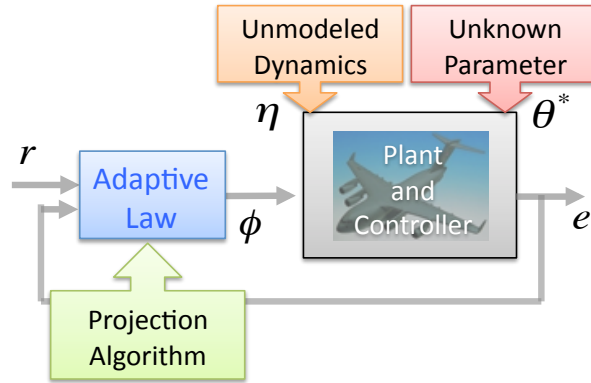 Unmodeled
Dynamics
Unknown
Parameter
η
θ*
r
Adaptive
Law
ϕ
Plant
and
Controller
e
Projection
Algorithm